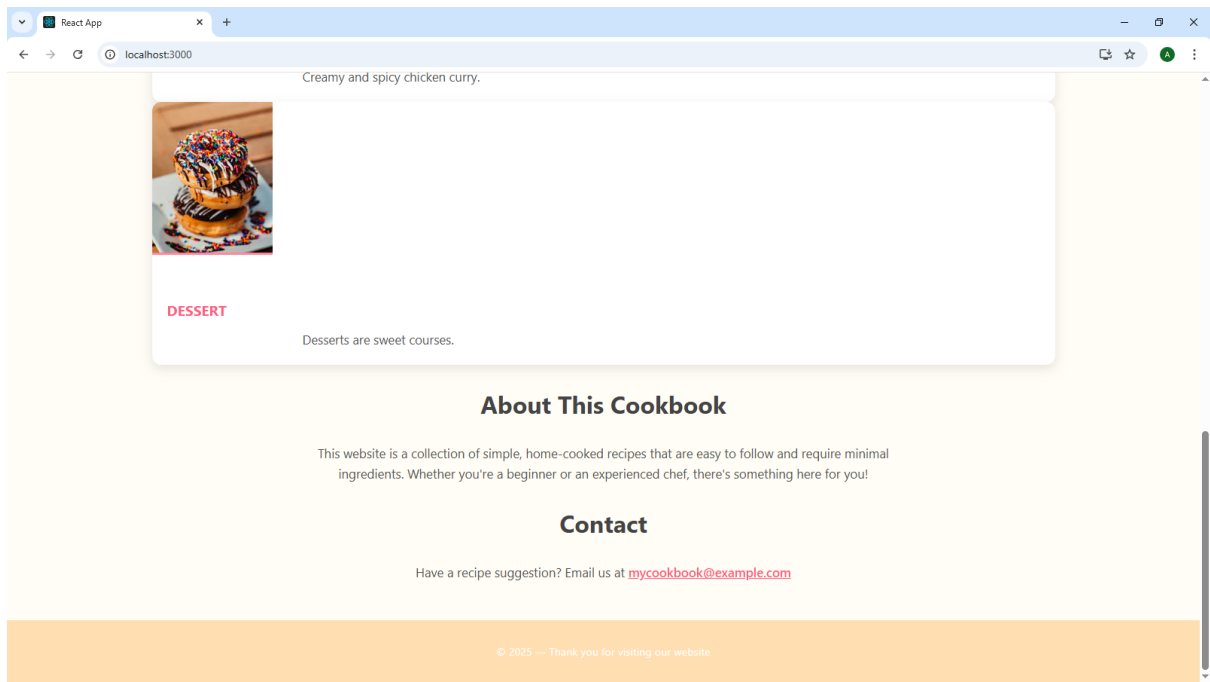 React App
localhost:3000
A
Creamy and spicy chicken curry.
DESSERT
Desserts are sweet courses.
About This Cookbook
This website is a collection of simple, home-cooked recipes that are easy to follow and require minimal
ingredients. Whether you're a beginner or an experienced chef, there's something here for you!
Contact
Have a recipe suggestion? Email us at mycookbook@example.com
© 2025 — Thank you for visiting our website